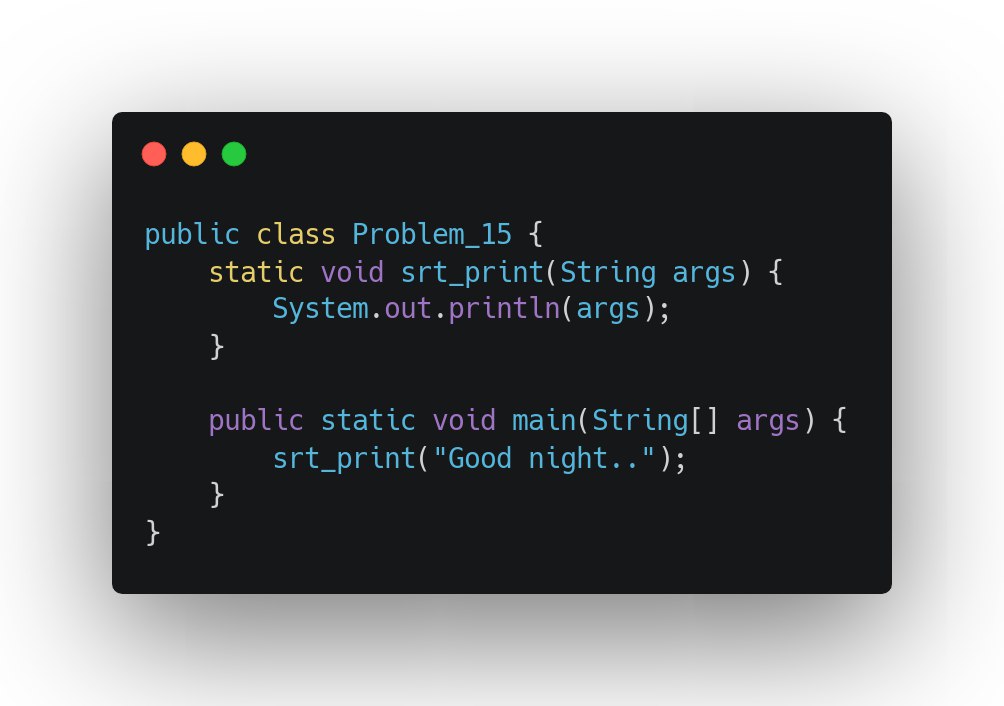 public class Problem_15 {
    static void srt_print(String args) {
        System.out.println(args);
    }

    public static void main(String[] args) {
        srt_print("Good night..");
    }
}